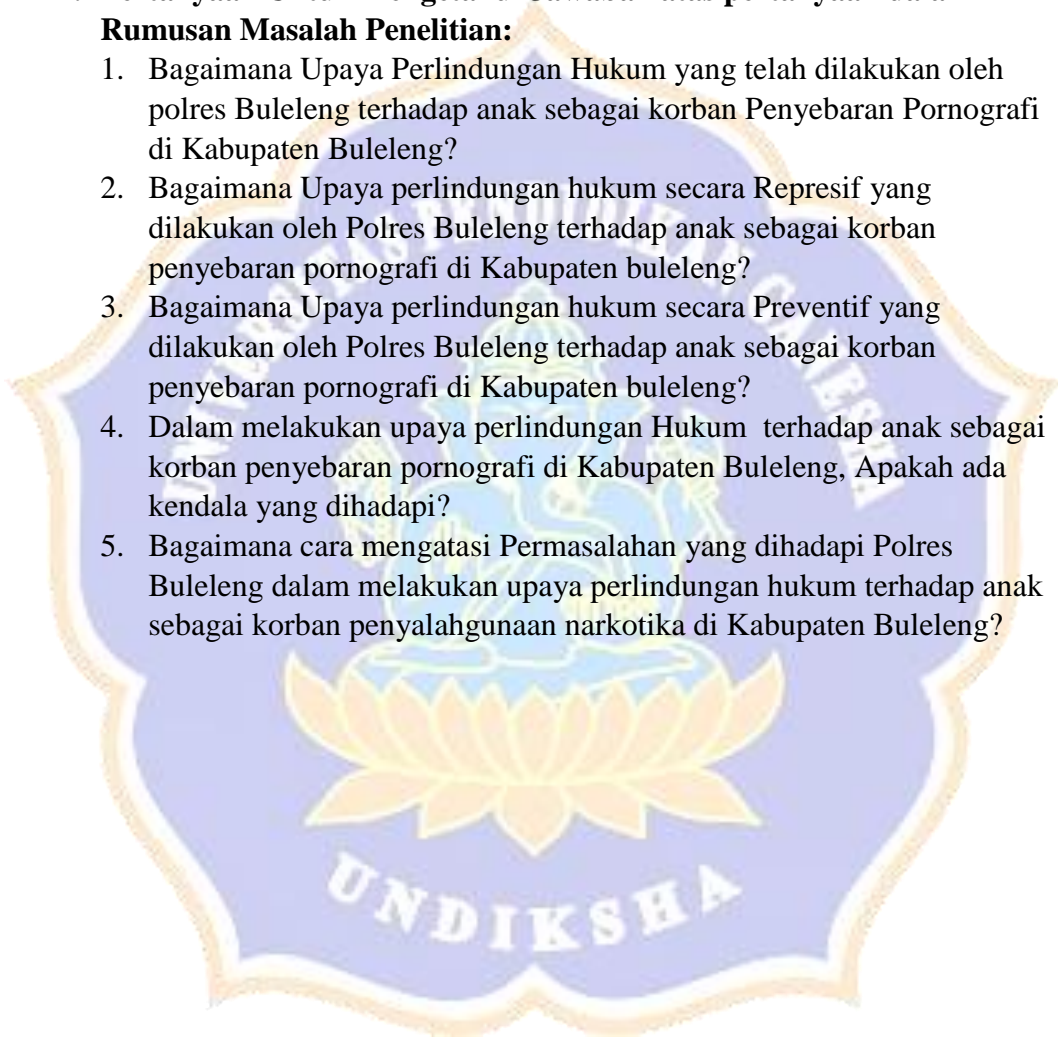 Rumusan Masalah Penelitian:
1. Bagaimana Upaya Perlindungan Hukum yang telah dilakukan oleh
polres Buleleng terhadap anak sebagai korban Penyebaran Pornografi
di Kabupaten Buleleng?
2. Bagaimana Upaya perlindungan hukum secara Represif yang
dilakukan oleh Polres Buleleng terhadap anak sebagai korban
penyebaran pornografi di Kabupaten buleleng?
3. Bagaimana Upaya perlindungan hukum secara Preventif yang
dilakukan oleh Polres Buleleng terhadap anak sebagai korban
penyebaran pornografi di Kabupaten buleleng?
4. Dalam melakukan upaya perlindungan Hukum terhadap anak sebagai
korban penyebaran pornografi di Kabupaten Buleleng, Apakah ada
kendala yang dihadapi?
5. Bagaimana cara mengatasi Permasalahan yang dihadapi Polres
Buleleng dalam melakukan upaya perlindungan hukum terhadap anak
sebagai korban penyalahgunaan narkotika di Kabupaten Buleleng?
UNIVERSITAS PENDIDIKAN GANESHA
UNDIKSHA